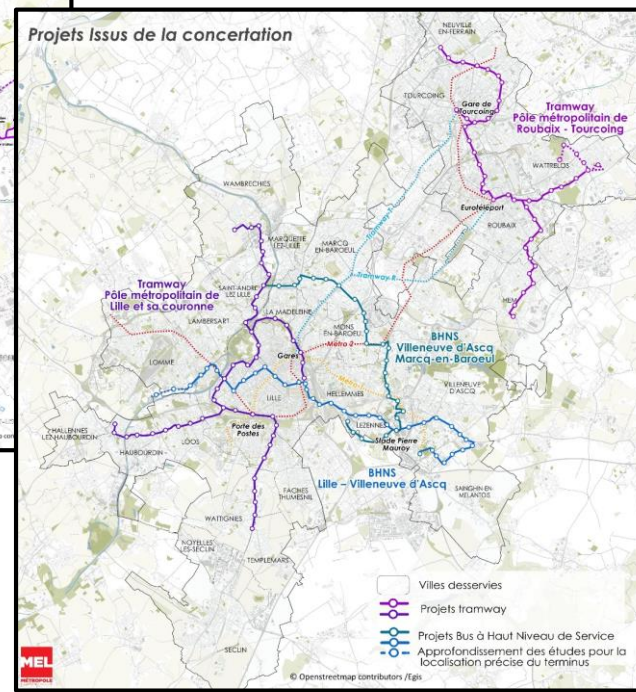 Projets Issus de la concertation
NEUVILLE
EN-FERRAIN
TOURCOING
Gare de
Tourcoing
Tramway
Pôle métropolitain de
Roubaix - Tourcoing
WATTRELOS
WAMBRECHIES
Eurotéléport
ROUBAIX
MARQUETTE
LEZ-LILLE
MARCQ
EN-BAROEUL
Tramway T
Tramway R
HEM
Tramway
Pôle métropolitain de
Lille et sa couronne
SAINT-ANDRÉ
LEZ LILLE
LA MADELEINE
LAMBERSART
MONS
EN-BAROEUL
BHNS
Villeneuve d'Ascq
Marcq-en-Baroeul
Métro 2
Gares
LOMME
LILLE
HELLEMMES
VILLENEUVE
D'ASCQ
HALLENNES
LEZ-HAUBOURDIN
HAUBOURDIN
LOOS
Porte des
Postes
LEZENNES
Stade Pierre
Mauroy
BHNS
Lille – Villeneuve d'Ascq
FACHES
THUMESNIL
SAINGHIN-EN
MELANTOIS
WATTIGNIES
NOYELLES
LES-SECLIN
TEMPLEMARS
SECLIN
Villes desservies
Projets tramway
Projets Bus à Haut Niveau de Service
Approfondissement des études pour la
localisation précise du terminus
MEL
MÉTROPOLE
© Openstreetmap contributors /Egis